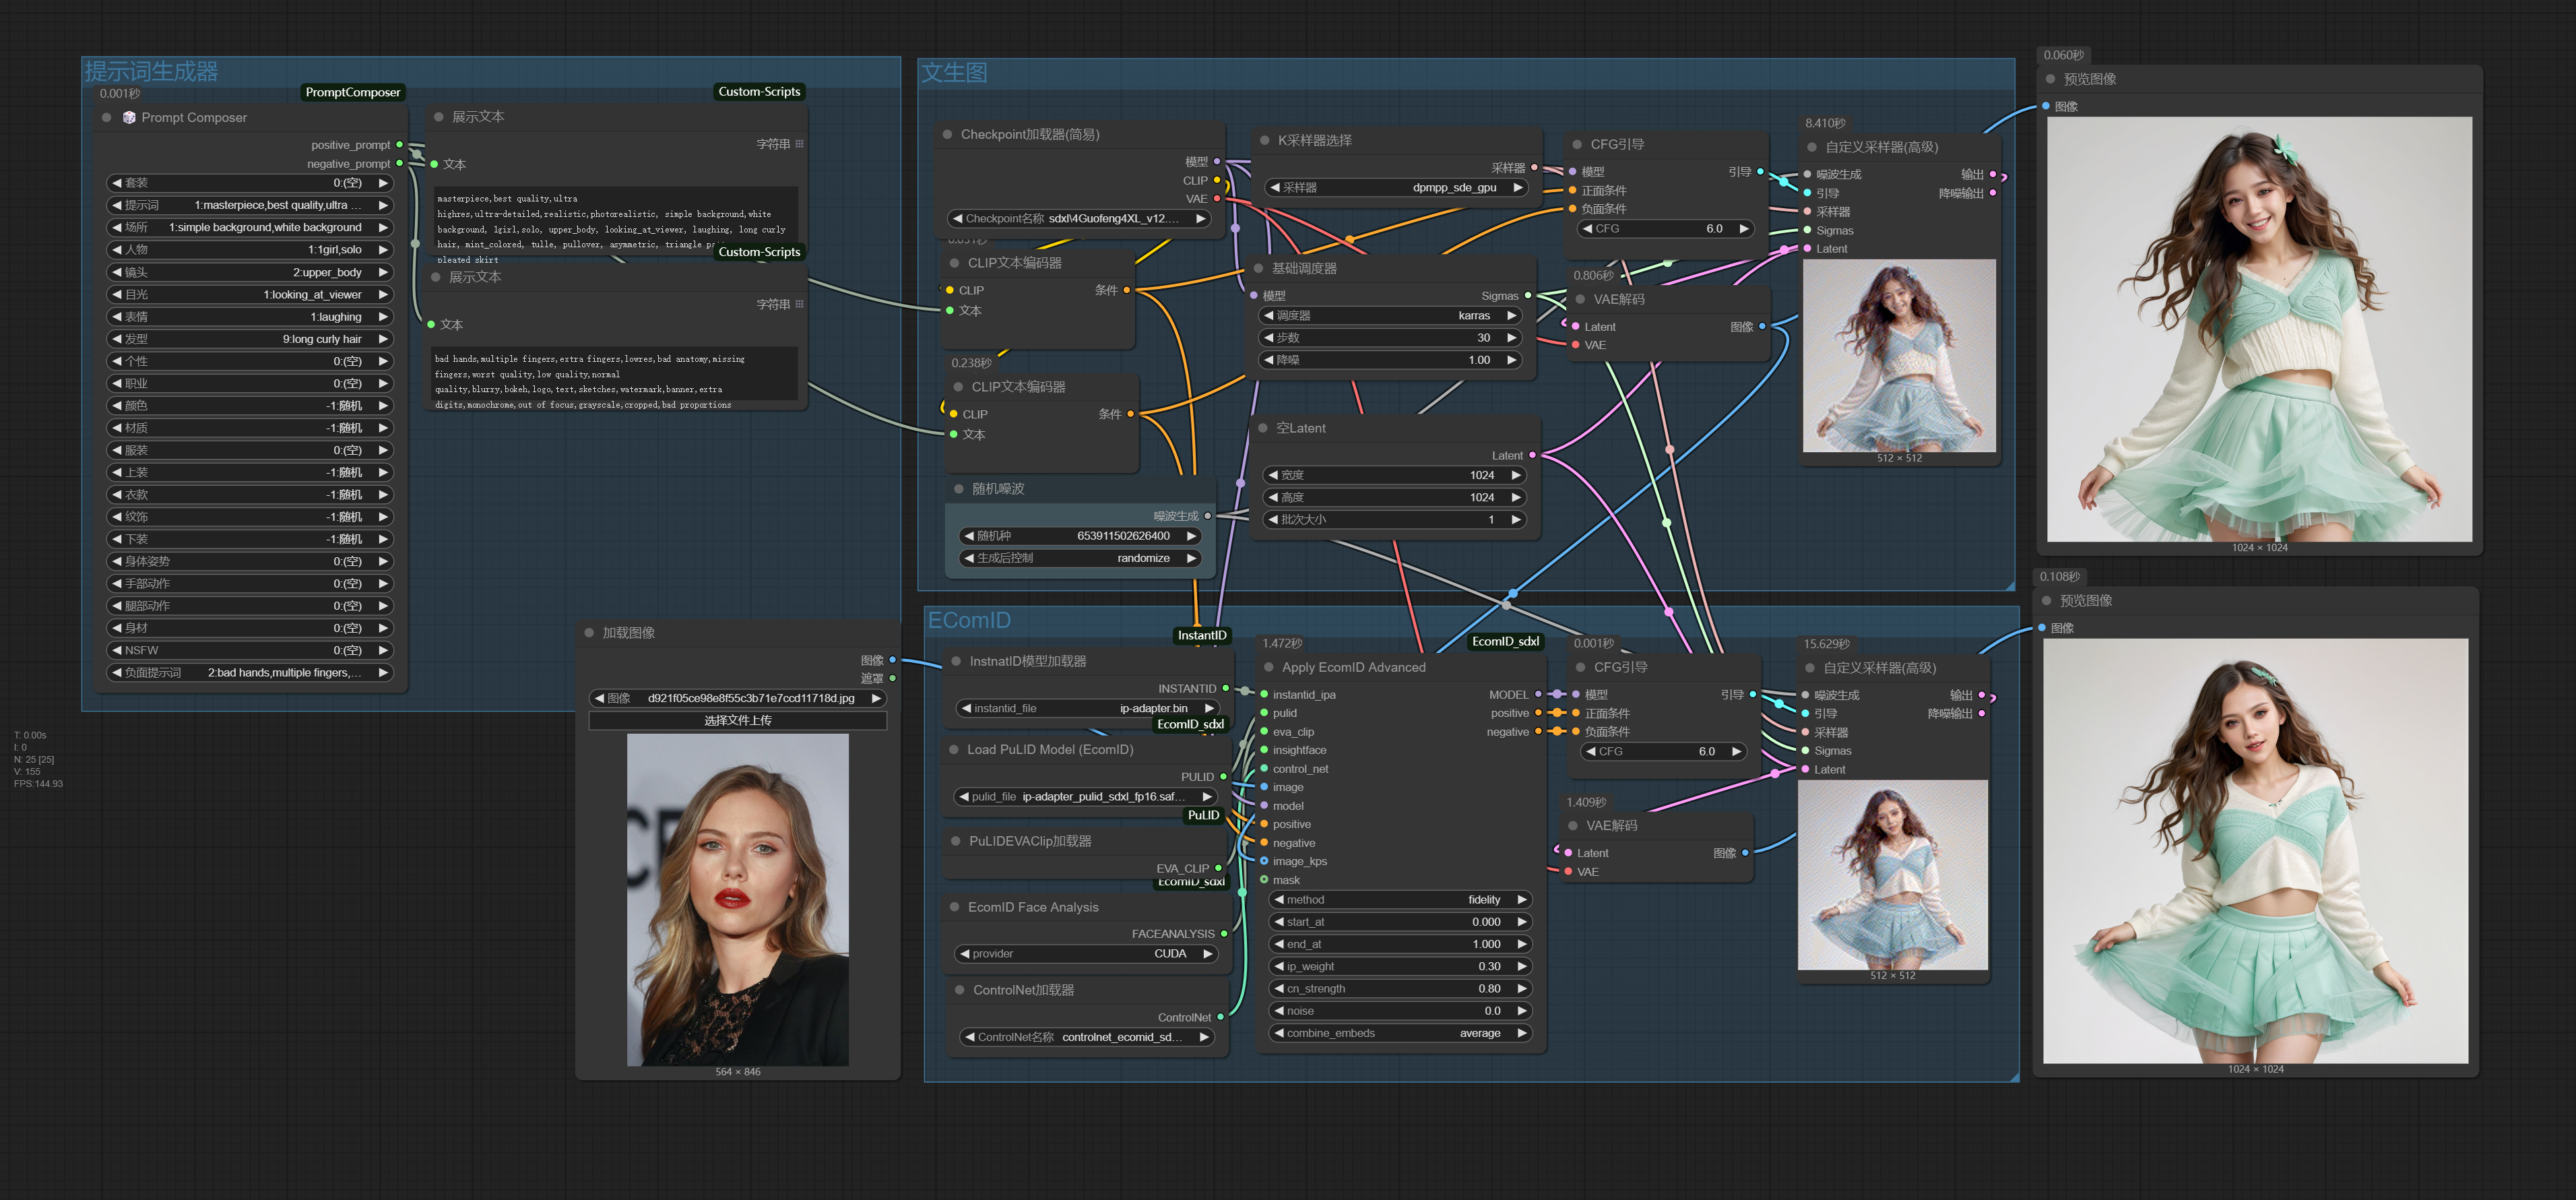 提示词生成器
0.001秒
PromptComposer
Prompt Composer
positive_prompt
negative_prompt
套装 0:(空)
提示词 1:masterpiece,best quality,ultra …
场所 1:simple background,white background
人物 1:1girl,solo
镜头 2:upper_body
目光 1:looking_at_viewer
表情 1:laughing
发型 9:long curly hair
个性 0:(空)
职业 0:(空)
颜色 -1:随机
材质 -1:随机
服装 0:(空)
上装 -1:随机
衣款 -1:随机
纹饰 -1:随机
下装 -1:随机
身体姿势 0:(空)
手部动作 0:(空)
腿部动作 0:(空)
身材 0:(空)
NSFW 0:(空)
负面提示词 2:bad hands,multiple fingers,…
Custom-Scripts
展示文本
字符串
文本
masterpiece,best quality,ultra
highres,ultra-detailed,realistic,photorealistic, simple background,white
background, 1girl,solo, upper_body, looking_at_viewer, laughing, long curly
hair, mint_colored, tulle, pullover, asymmetric, triangle
pleated skirt
Custom-Scripts
展示文本
字符串
文本
bad hands,multiple fingers,extra fingers,lowres,bad anatomy,missing
fingers,worst quality,low quality,normal
quality,blurry,bokeh,logo,text,sketches,watermark,banner,extra
digits,monochrome,out of focus,grayscale,cropped,bad proportions
加载图像
图像
遮罩
图像 d921f05ce98e8f55c3b71e7ccd11718d.jpg
选择文件上传
564 × 846
T: 0.00s
I: 0
N: 25 [25]
V: 155
FPS:144.93
文生图
Checkpoint加载器(简易)
模型
CLIP
VAE
Checkpoint名称 sdxl\4Guofeng4XL_v12.…
CLIP文本编码器
CLIP 条件
文本
0.238秒
CLIP文本编码器
CLIP 条件
文本
随机噪波
噪波生成
随机种 653911502626400
生成后控制 randomize
K采样器选择
采样器
采样器 dpmpp_sde_gpu
基础调度器
模型 Sigmas
调度器 karras
步数 30
降噪 1.00
空Latent
Latent
宽度 1024
高度 1024
批次大小 1
CFG引导
模型 引导
正面条件
负面条件
CFG 6.0
0.806秒
VAE解码
Latent 图像
VAE
8.410秒
自定义采样器(高级)
噪波生成 输出
引导 降噪输出
采样器
Sigmas
Latent
512 × 512
0.060秒
预览图像
图像
1024 × 1024
EComID
InstantID
InstnatID模型加载器
INSTANTID
instantid_file ip-adapter.bin
EcomID_sdxl
Load PuLID Model (EcomID)
PULID
pulid_file ip-adapter_pulid_sdxl_fp16.saf…
PuLID
PuLIDEVAClip加载器
EVA_CLIP
EcomID_sdxl
EcomID Face Analysis
FACEANALYSIS
provider CUDA
ControlNet加载器
ControlNet
ControlNet名称 controlnet_ecomid_sd…
1.472秒
EcomID_sdxl
Apply EcomID Advanced
instantid_ipa MODEL
pulid positive
eva_clip negative
insightface
control_net
image
model
positive
negative
image_kps
mask
method fidelity
start_at 0.000
end_at 1.000
ip_weight 0.30
cn_strength 0.80
noise 0.0
combine_embeds average
0.001秒
CFG引导
模型 引导
正面条件
负面条件
CFG 6.0
1.409秒
VAE解码
Latent 图像
VAE
15.629秒
自定义采样器(高级)
噪波生成 输出
引导 降噪输出
采样器
Sigmas
Latent
512 × 512
0.108秒
预览图像
图像
1024 × 1024